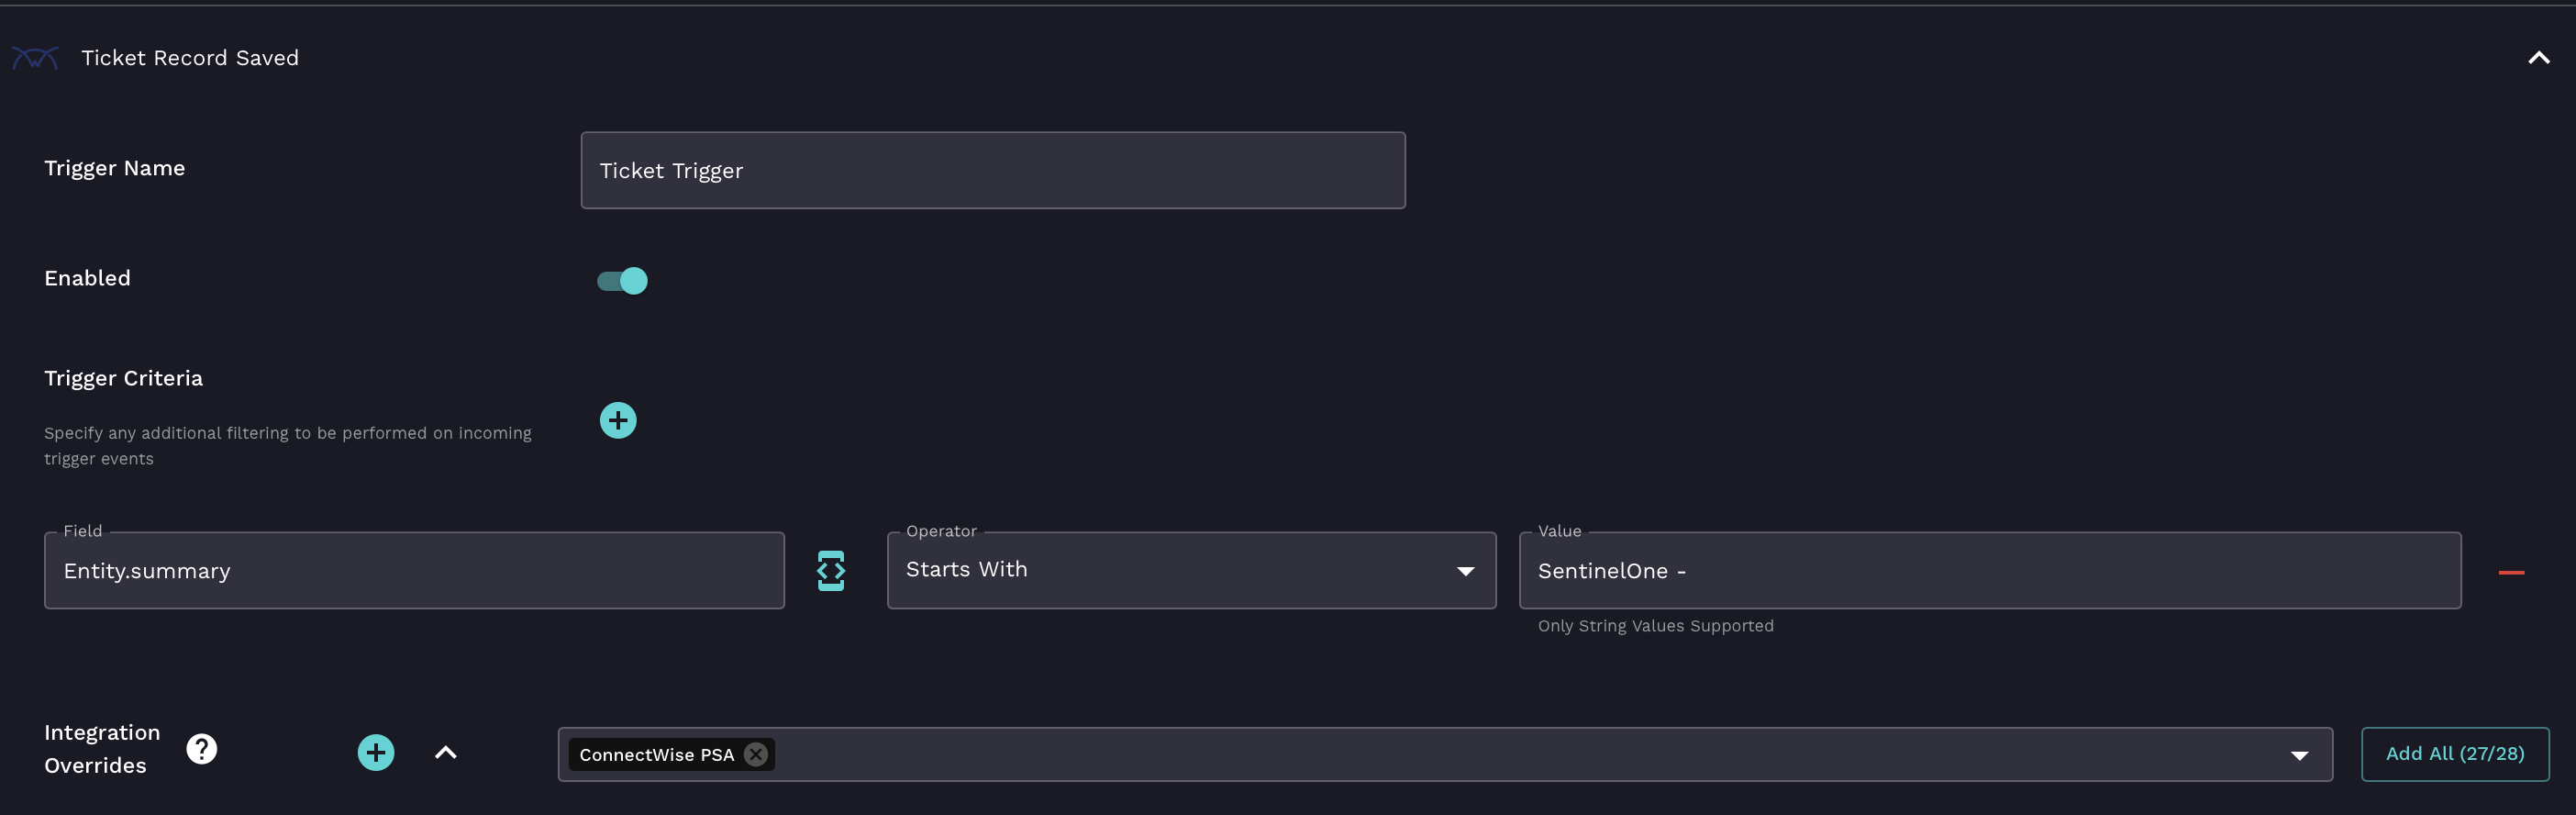 Ticket Record Saved
Trigger Name
Ticket Trigger
Enabled
Trigger Criteria
Specify any additional filtering to be performed on incoming
trigger events
Field
Entity.summary
Operator
Starts With
Value
SentinelOne -
Only String Values Supported
Integration
Overrides
ConnectWise PSA
Add All (27/28)